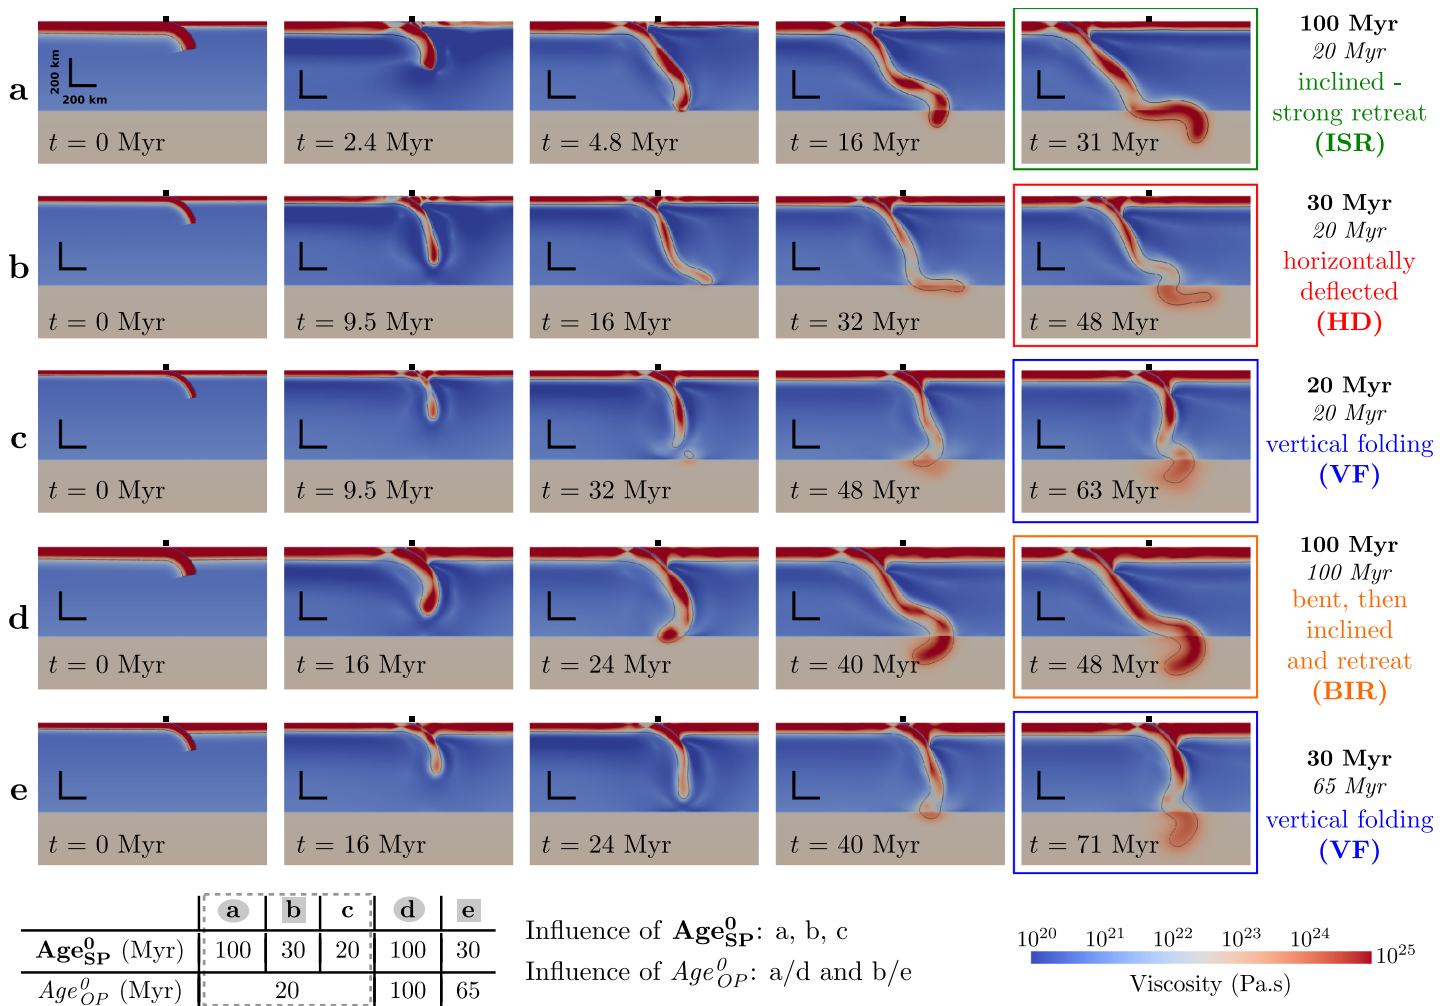 a
200 km
200 km
t = 0 Myr
t = 2.4 Myr
t = 4.8 Myr
t = 16 Myr
t = 31 Myr
100 Myr
20 Myr
inclined -
strong retreat
(ISR)
b
t = 0 Myr
t = 9.5 Myr
t = 16 Myr
t = 32 Myr
t = 48 Myr
30 Myr
20 Myr
horizontally
deflected
(HD)
c
t = 0 Myr
t = 9.5 Myr
t = 32 Myr
t = 48 Myr
t = 63 Myr
20 Myr
20 Myr
vertical folding
(VF)
d
t = 0 Myr
t = 16 Myr
t = 24 Myr
t = 40 Myr
t = 48 Myr
100 Myr
100 Myr
bent, then
inclined
and retreat
(BIR)
e
t = 0 Myr
t = 16 Myr
t = 24 Myr
t = 40 Myr
t = 71 Myr
30 Myr
65 Myr
vertical folding
(VF)
a b c d e
Age⁰_SP (Myr) 100 30 20 100 30
Age⁰_OP (Myr) 20 100 65
Influence of Age⁰_SP: a, b, c
Influence of Age⁰_OP: a/d and b/e
10²⁰ 10²¹ 10²² 10²³ 10²⁴ 10²⁵
Viscosity (Pa.s)